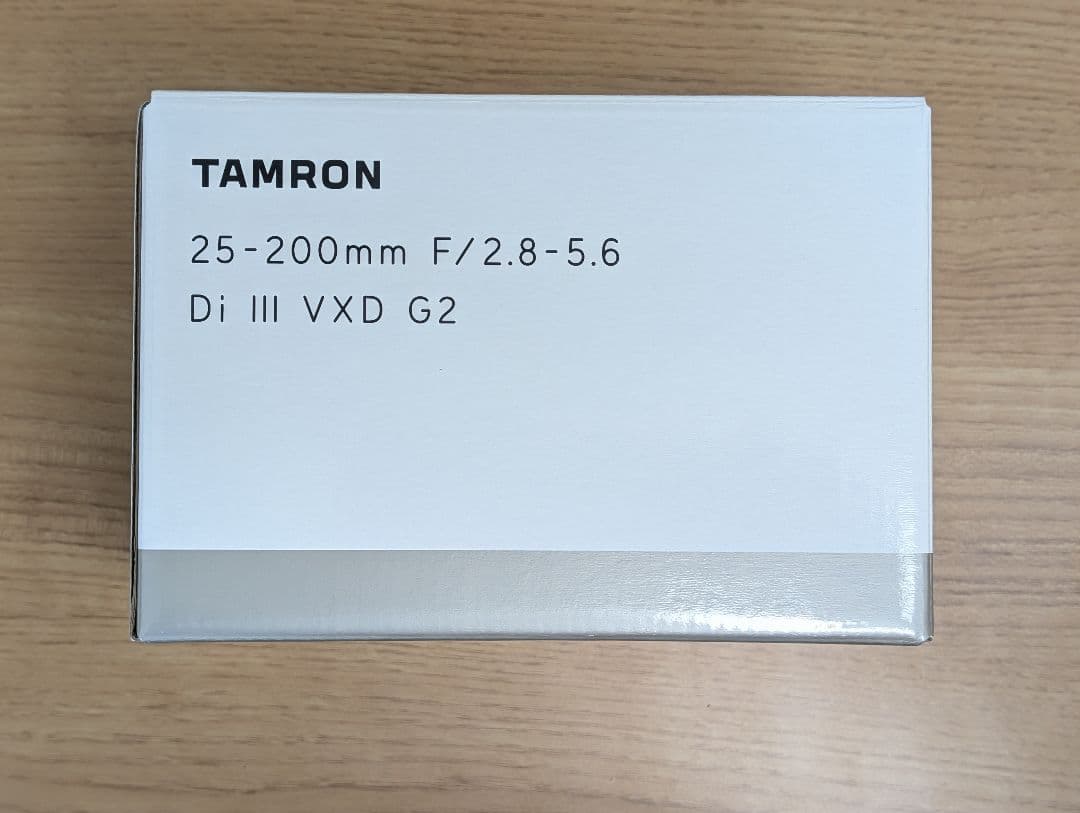 TAMRON
25-200mm F/2.8-5.6
Di III VXD G2